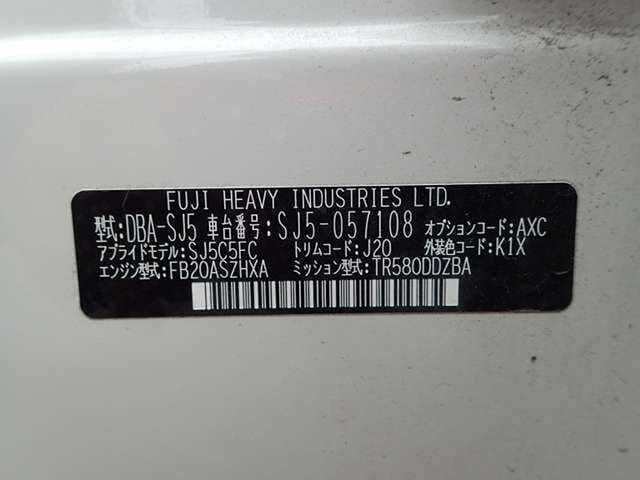 FUJI HEAVY INDUSTRIES LTD.
型式:DBA-SJ5 車台番号:SJ5-057108 オプションコード:AXC
アプライドモデル:SJ5C5FC トリムコード:J20 外装色コード:K1X
エンジン型式:FB20ASZHXA ミッション型式:TR580DDZBA